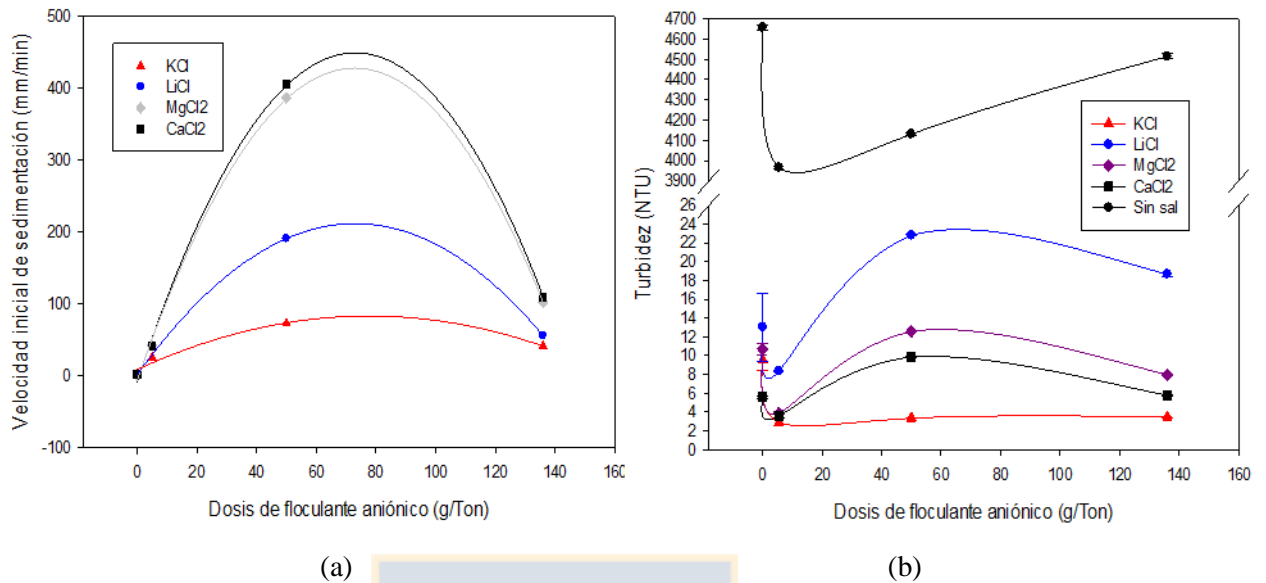 Velocidad inicial de sedimentación (mm/min)
500
400
300
200
100
0
-100
KCl
LiCl
MgCl2
CaCl2
0 20 40 60 80 100 120 140 160
Dosis de floculante aniónico (g/Ton)
(a)
Turbidez (NTU)
4700
4600
4500
4400
4300
4200
4100
4000
3900
26
24
22
20
18
16
14
12
10
8
6
4
2
0
KCl
LiCl
MgCl2
CaCl2
Sin sal
0 20 40 60 80 100 120 140 160
Dosis de floculante aniónico (g/Ton)
(b)